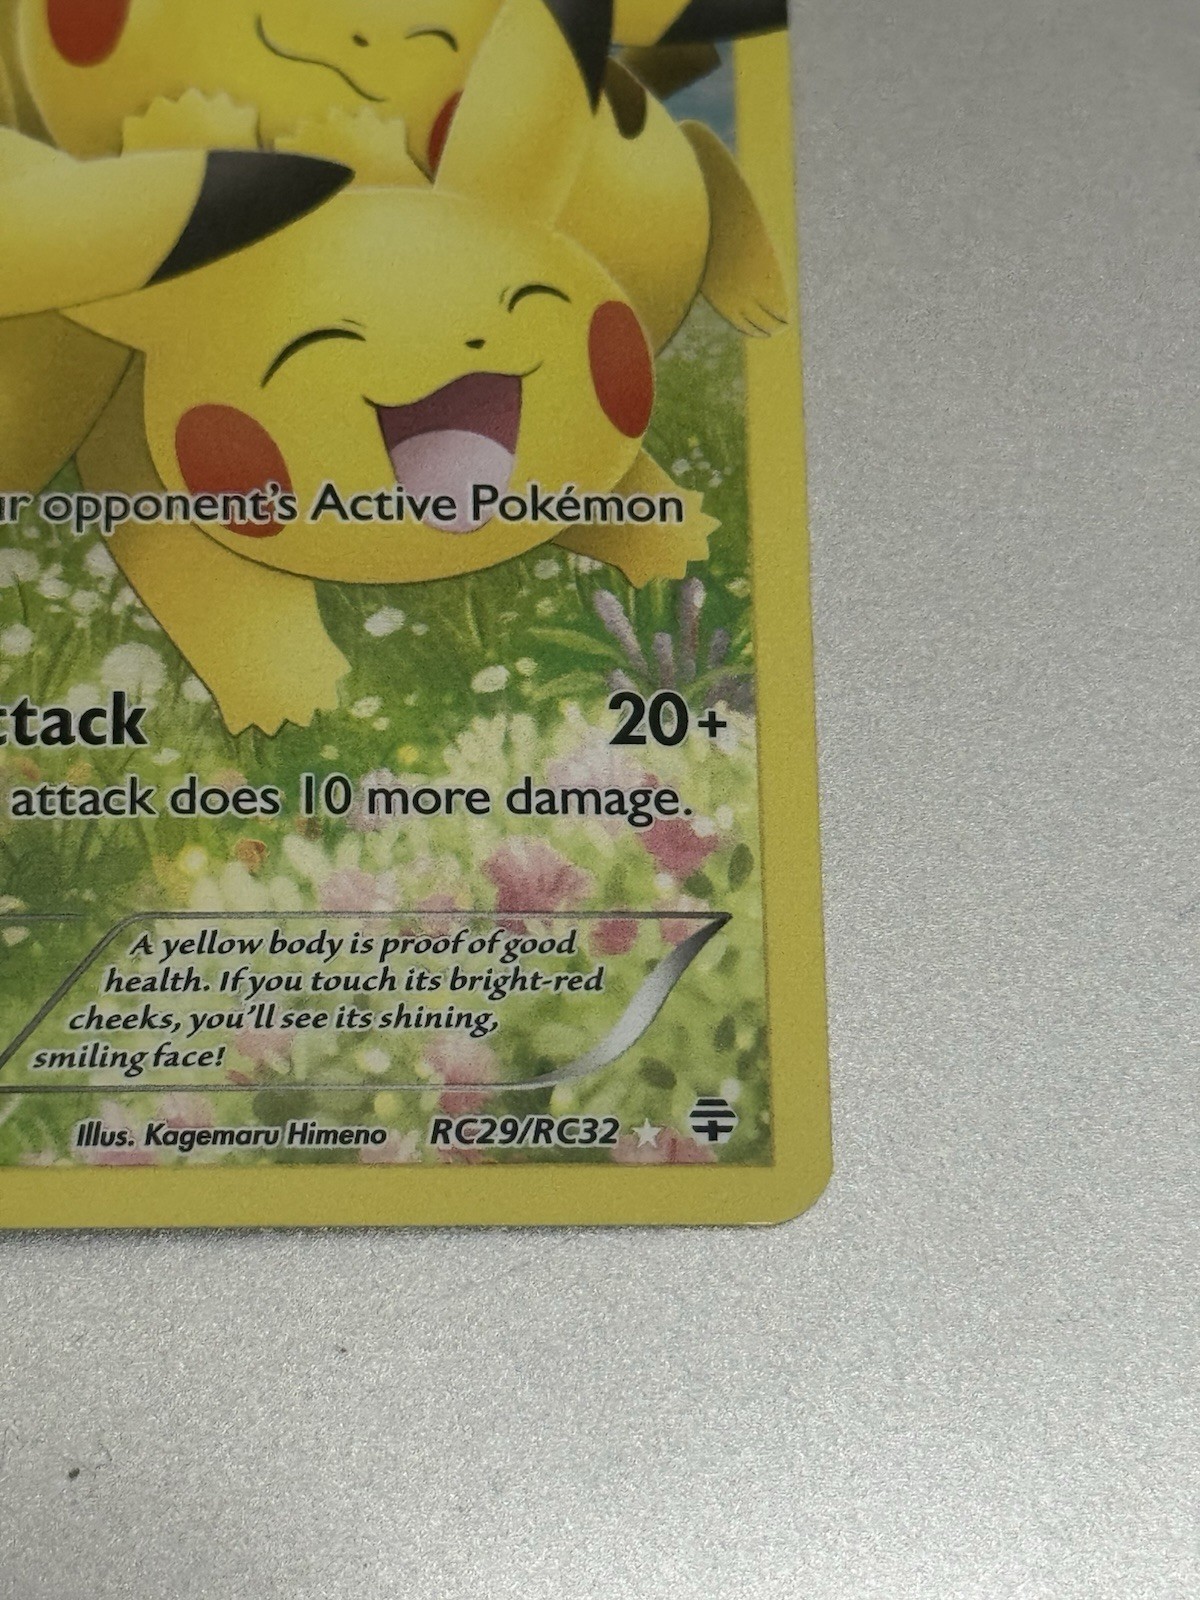 opponent's Active Pokémon
20+
attack does 10 more damage.
A yellow body is proof of good
health. If you touch its bright-red
cheeks, you'll see its shining,
smiling face!
Illus. Kagemaru Himeno RC29/RC32